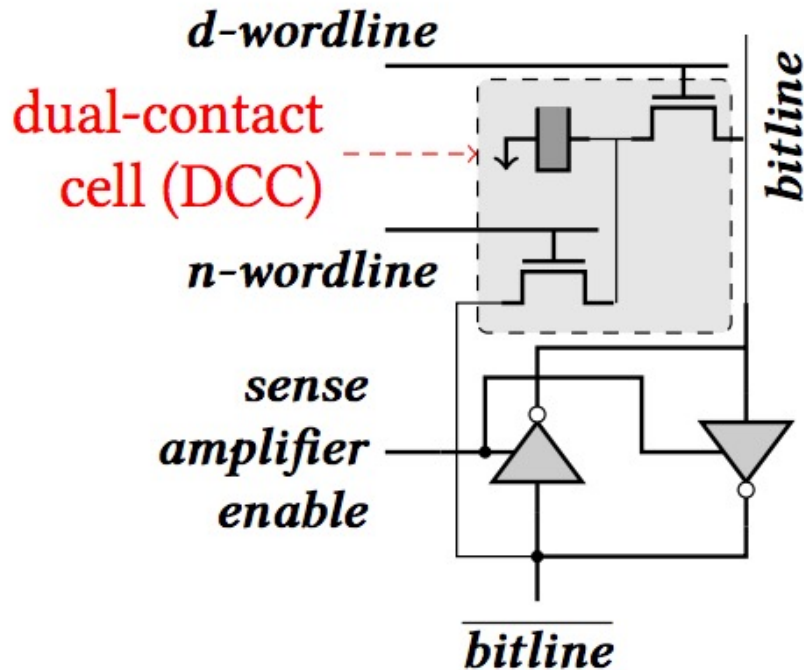 d-wordline
dual-contact
cell (DCC)
bitline
n-wordline
sense
amplifier
enable
bitline